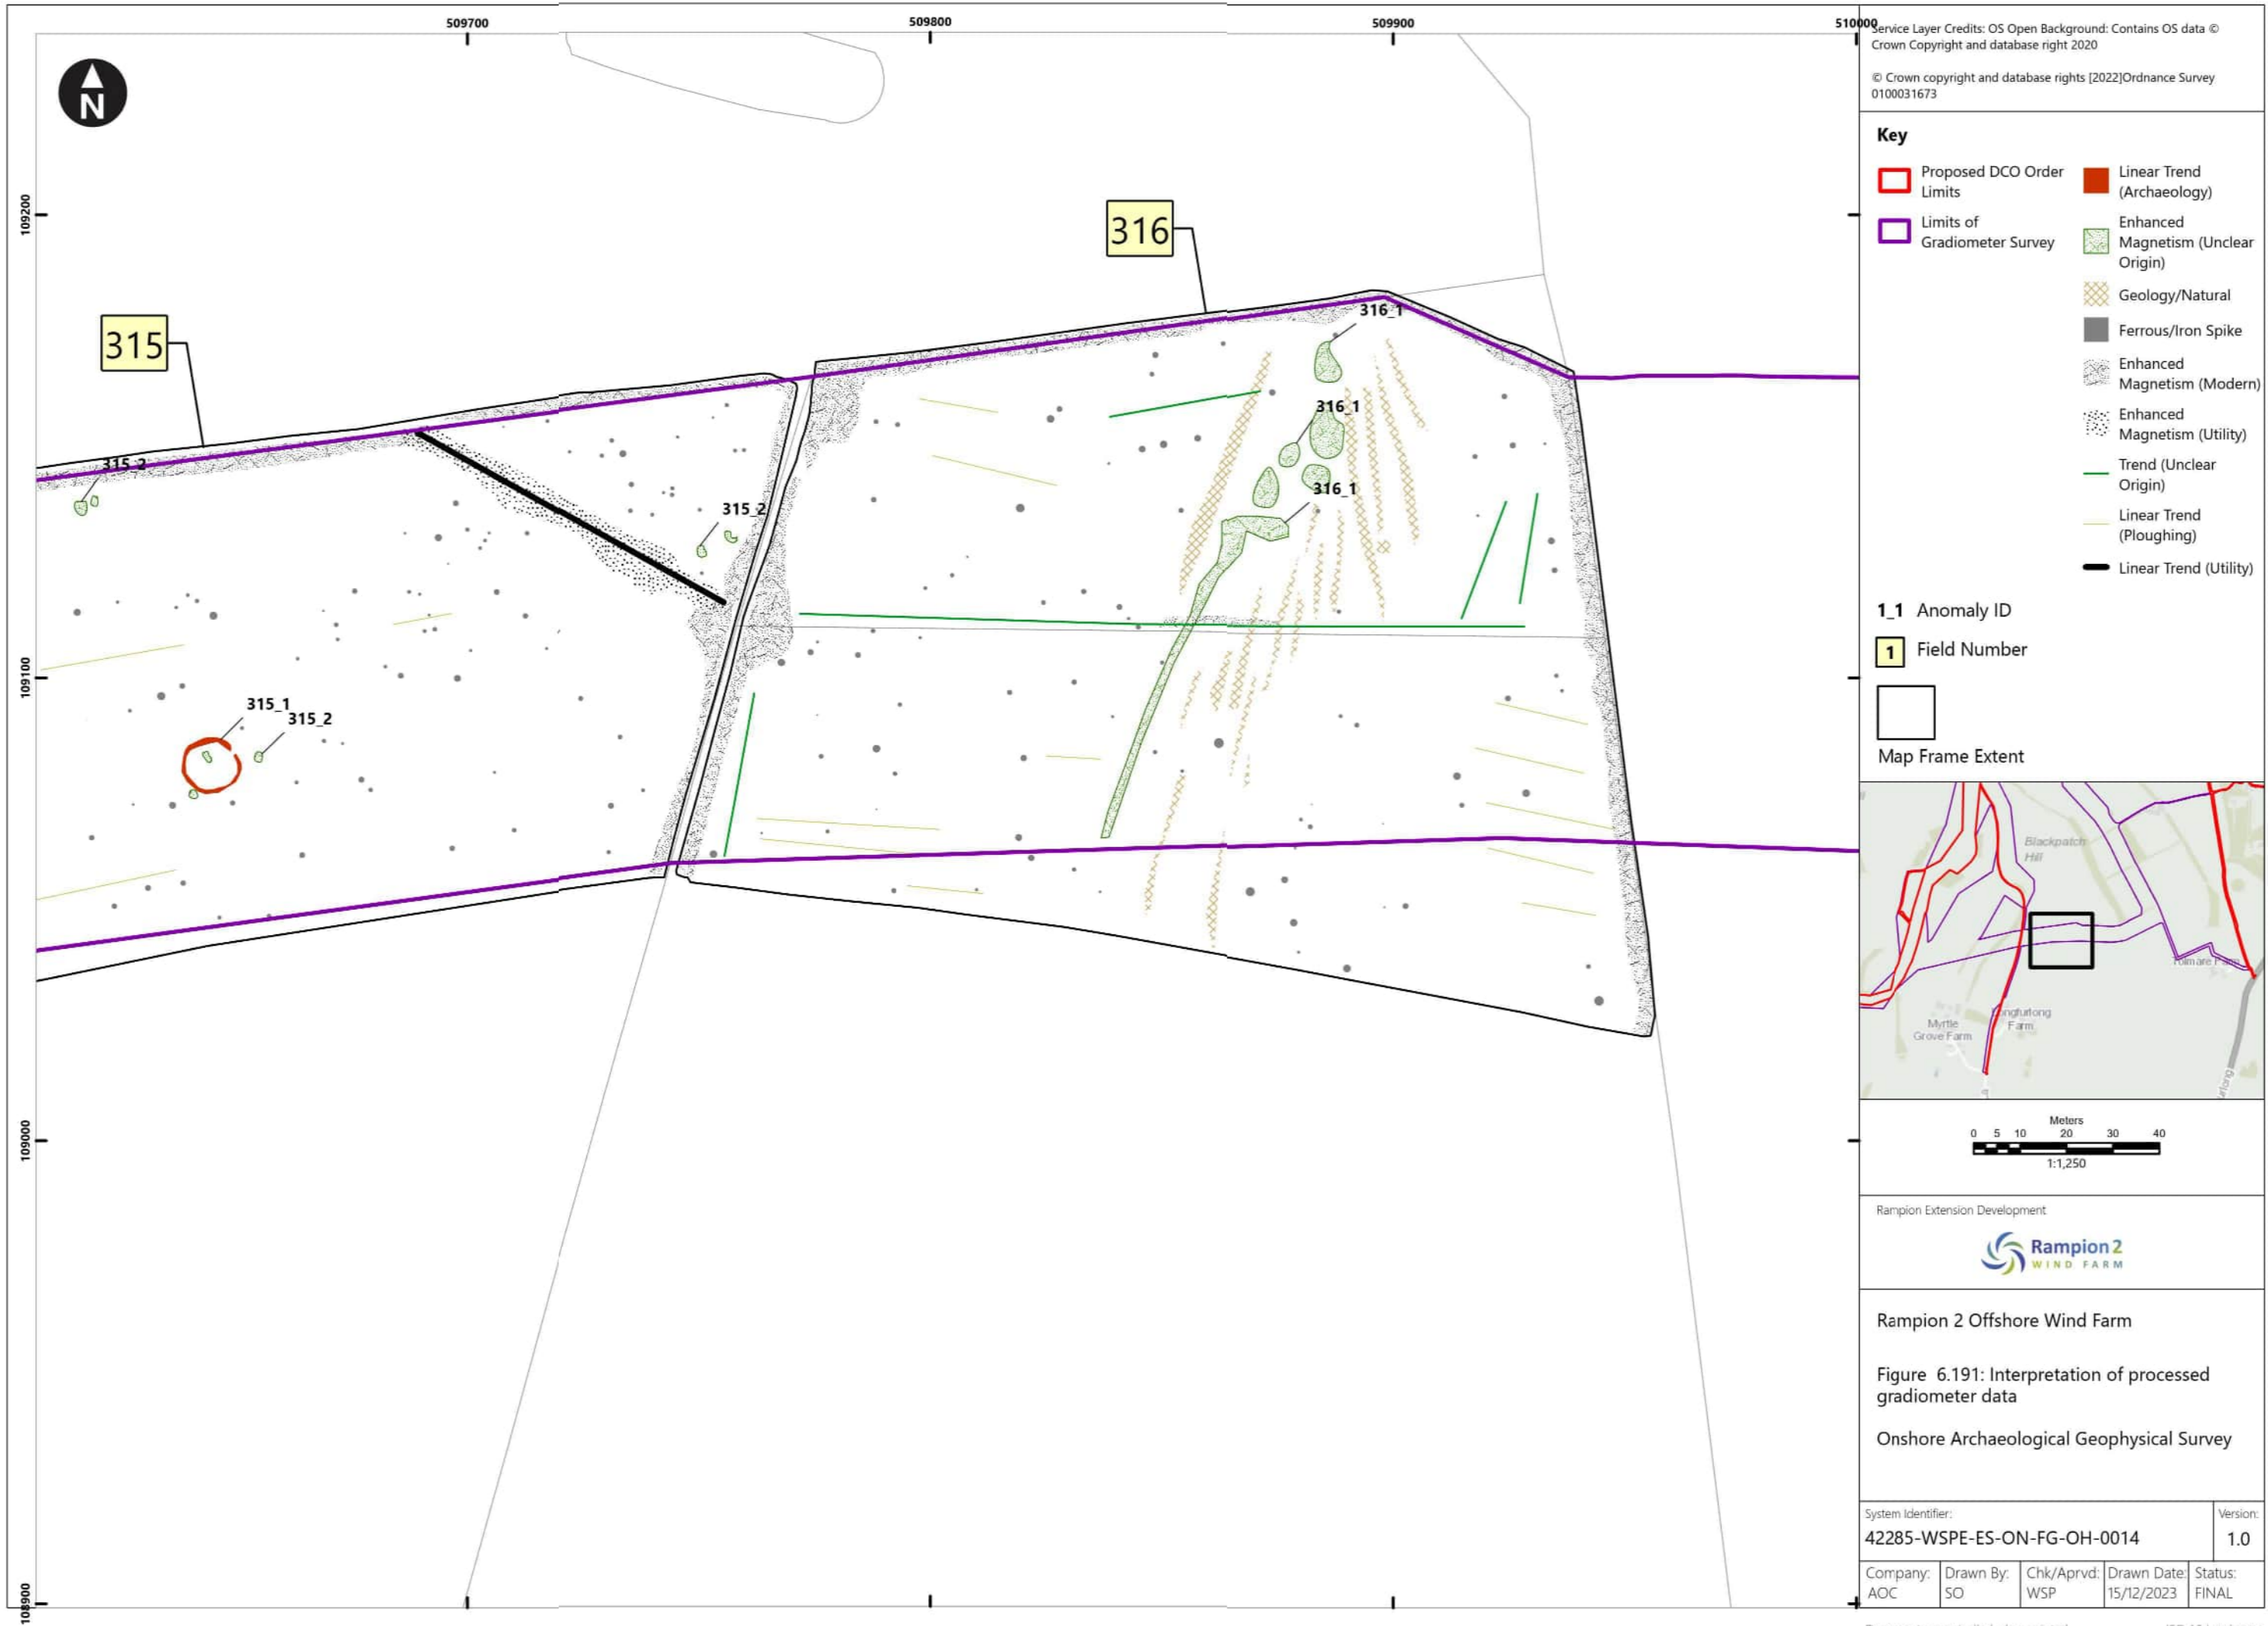 509700
509800
509900
510000
N
109200
109100
109000
108900
316
315
316_1
316_1
316_1
315_2
315_2
315_1
315_2
Service Layer Credits: OS Open Background: Contains OS data ©
Crown Copyright and database right 2020
© Crown copyright and database rights [2022]Ordnance Survey
0100031673
Key
Proposed DCO Order
Limits
Limits of
Gradiometer Survey
Linear Trend
(Archaeology)
Enhanced
Magnetism (Unclear
Origin)
Geology/Natural
Ferrous/Iron Spike
Enhanced
Magnetism (Modern)
Enhanced
Magnetism (Utility)
Trend (Unclear
Origin)
Linear Trend
(Ploughing)
Linear Trend (Utility)
1_1 Anomaly ID
1 Field Number
Map Frame Extent
Blackpatch
Hill
Tolmare Farm
Longfurlong
Farm
Myrtle
Grove Farm
Meters
0 5 10 20 30 40
1:1,250
Rampion Extension Development
Rampion 2
WIND FARM
Rampion 2 Offshore Wind Farm
Figure 6.191: Interpretation of processed
gradiometer data
Onshore Archaeological Geophysical Survey
System Identifier:
42285-WSPE-ES-ON-FG-OH-0014
Version:
1.0
Company:
AOC
Drawn By:
SO
Chk/Aprvd:
WSP
Drawn Date:
15/12/2023
Status:
FINAL